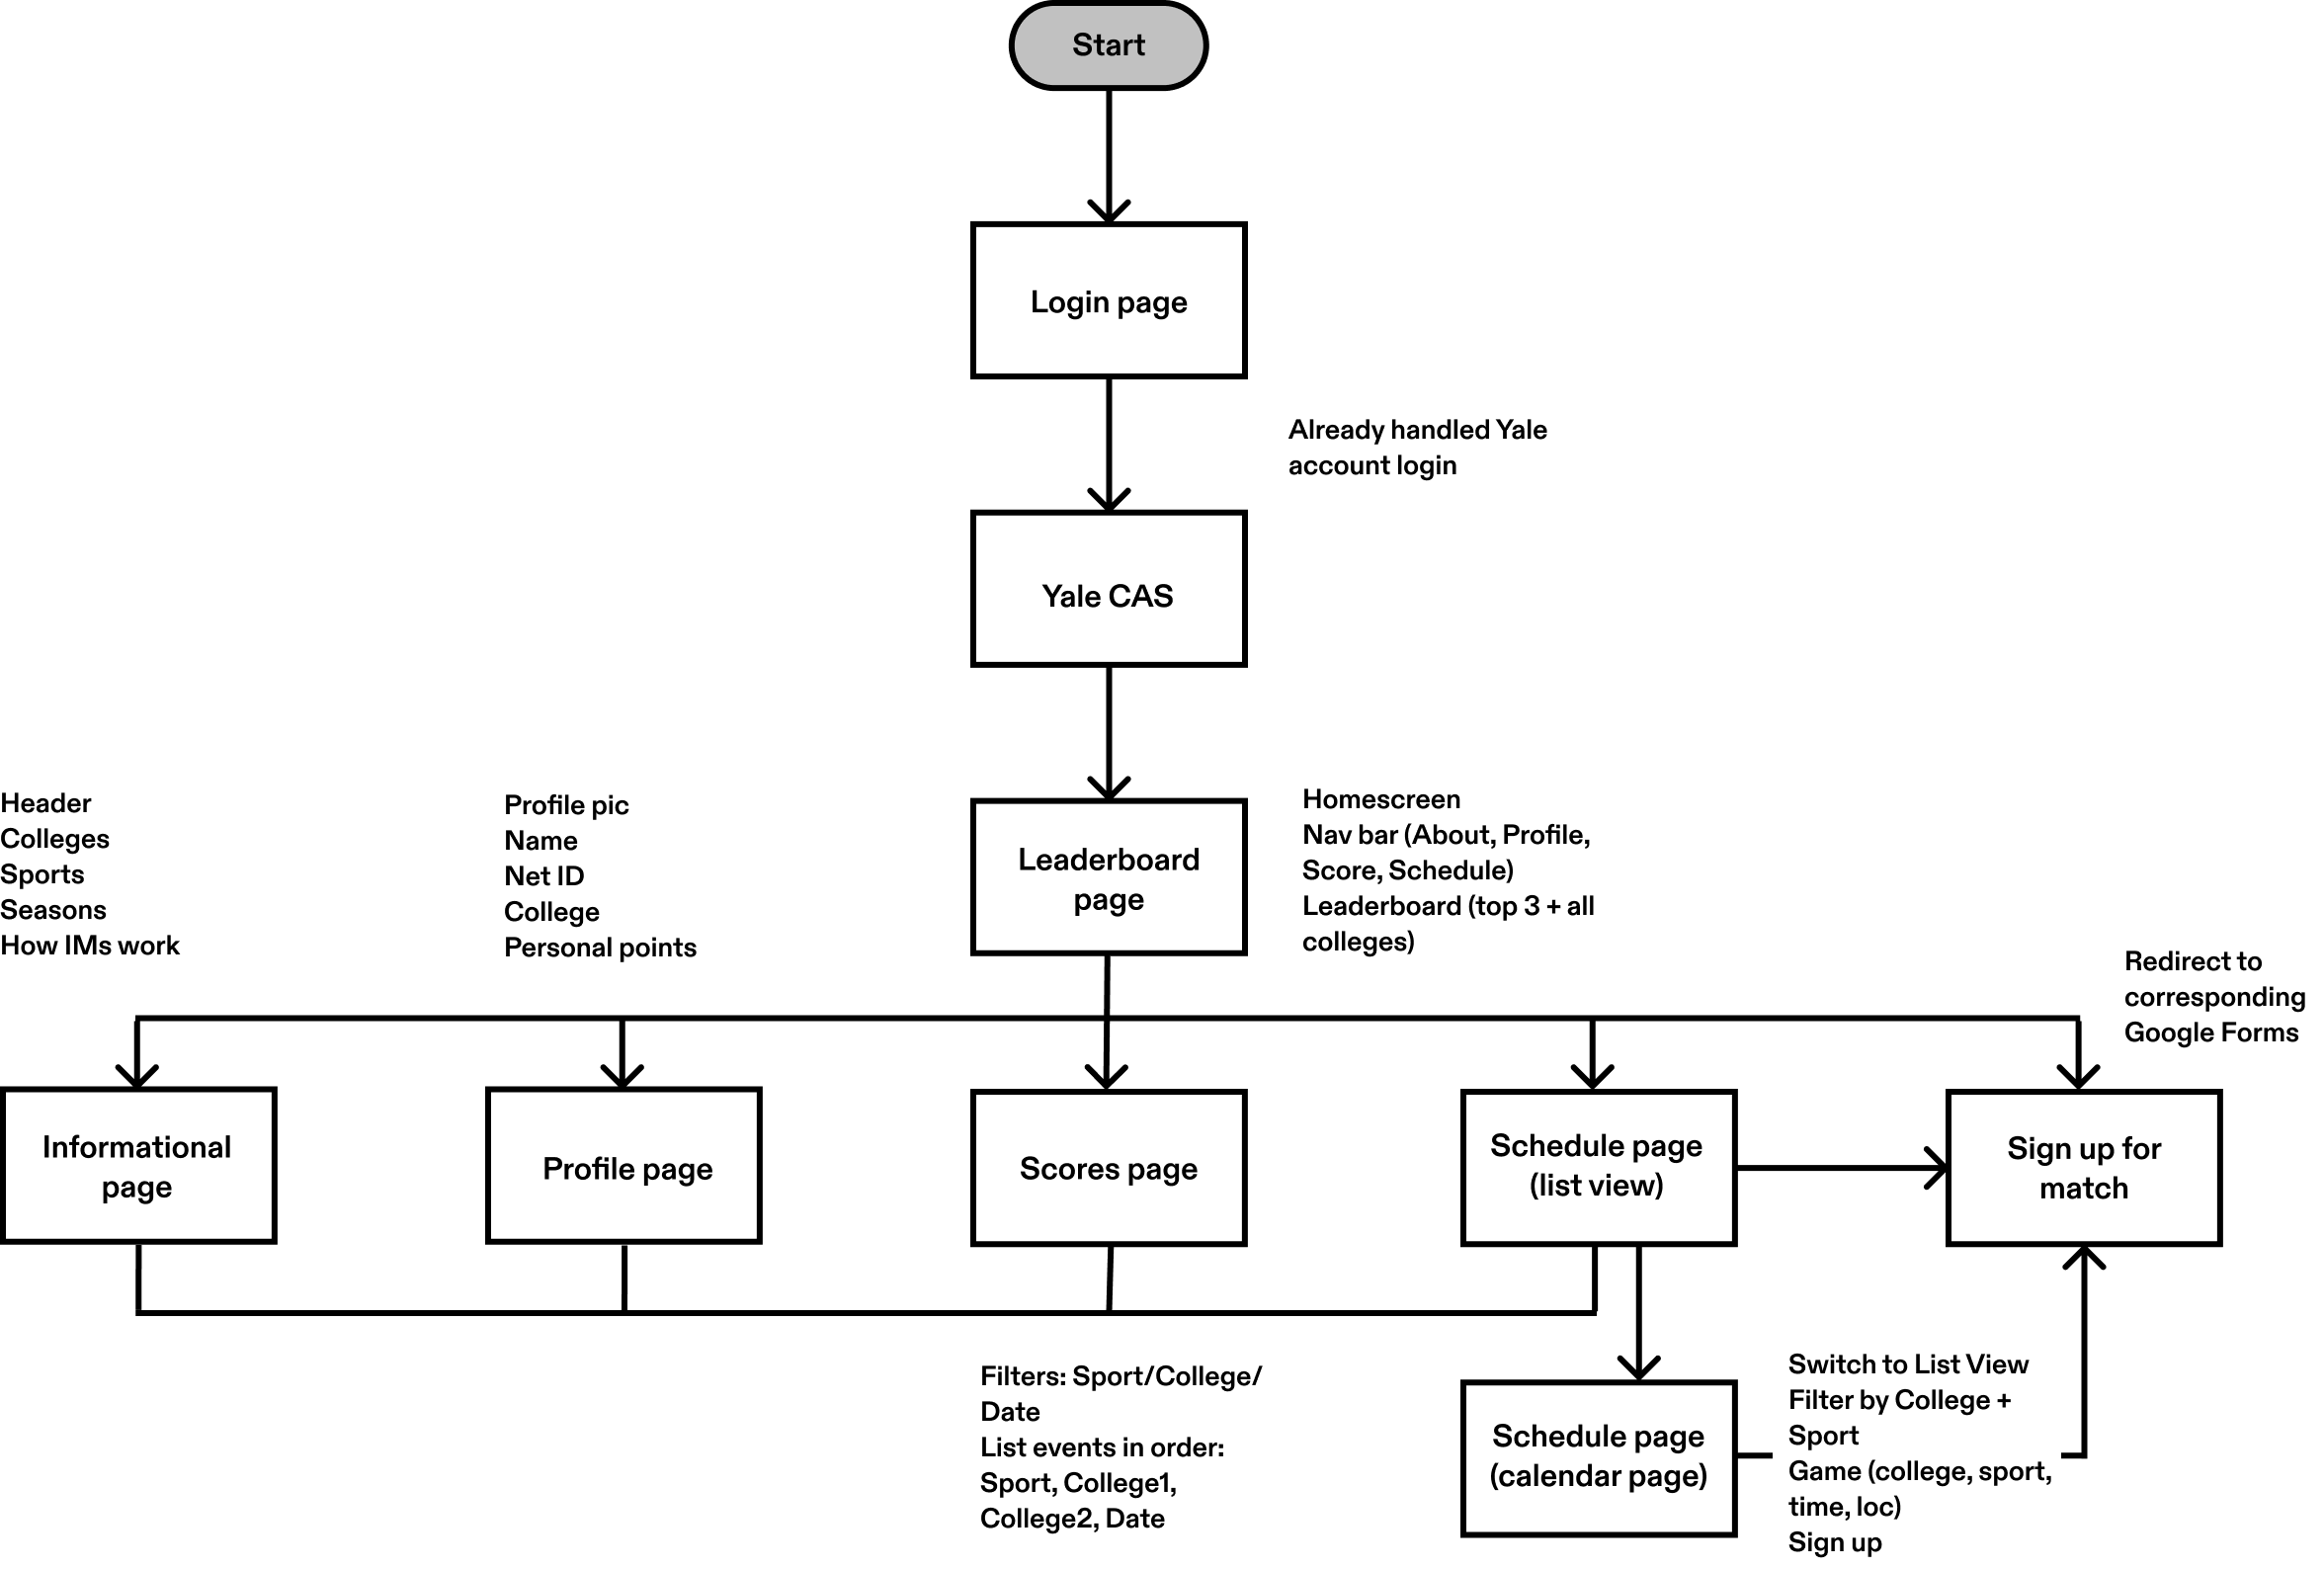 Start
Login page
Already handled Yale
account login
Yale CAS
Header
Colleges
Sports
Seasons
How IMs work
Profile pic
Name
Net ID
College
Personal points
Leaderboard
page
Homescreen
Nav bar (About, Profile,
Score, Schedule)
Leaderboard (top 3 + all
colleges)
Redirect to
corresponding
Google Forms
Informational
page
Profile page
Scores page
Schedule page
(list view)
Sign up for
match
Filters: Sport/College/
Date
List events in order:
Sport, College1,
College2, Date
Schedule page
(calendar page)
Switch to List View
Filter by College +
Sport
Game (college, sport,
time, loc)
Sign up